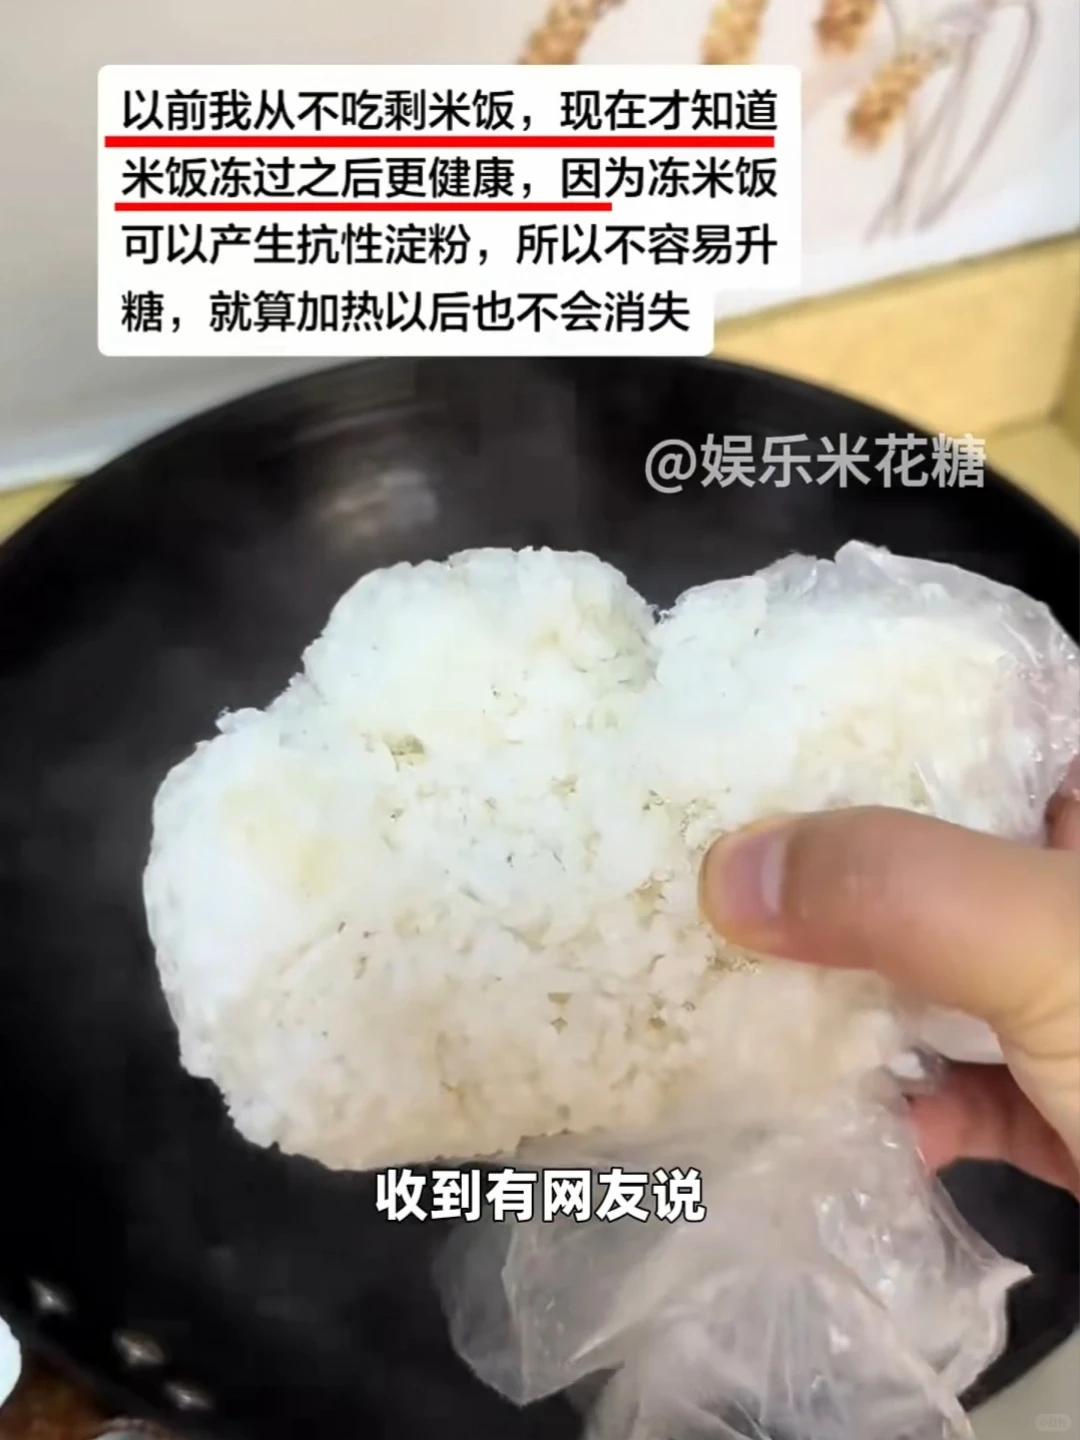 以前我从不吃剩米饭，现在才知道
米饭冻过之后更健康，因为冻米饭
可以产生抗性淀粉，所以不容易升
糖，就算加热以后也不会消失
@娱乐米花糖
收到有网友说